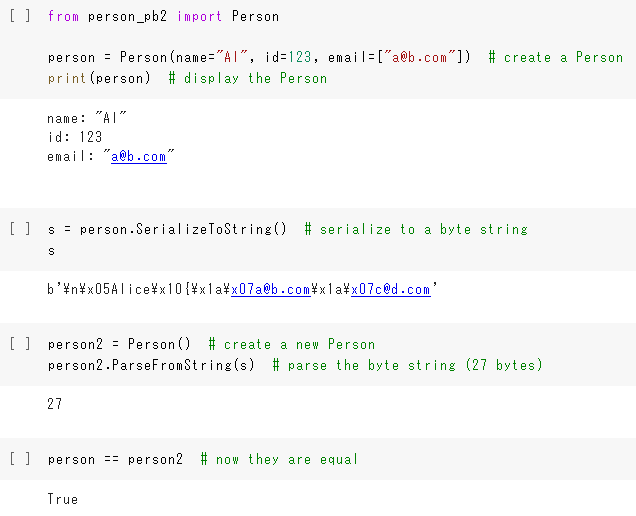 [ ] from person_pb2 import Person
person = Person(name="Al", id=123, email=["a@b.com"])  # create a Person
print(person)  # display the Person
name: "Al"
id: 123
email: "a@b.com"
[ ] s = person.SerializeToString()  # serialize to a byte string
s
b'¥n¥x05Alice¥x10{¥x1a¥x07a@b.com¥x1a¥x07c@d.com'
[ ] person2 = Person()  # create a new Person
person2.ParseFromString(s)  # parse the byte string (27 bytes)
27
[ ] person == person2  # now they are equal
True